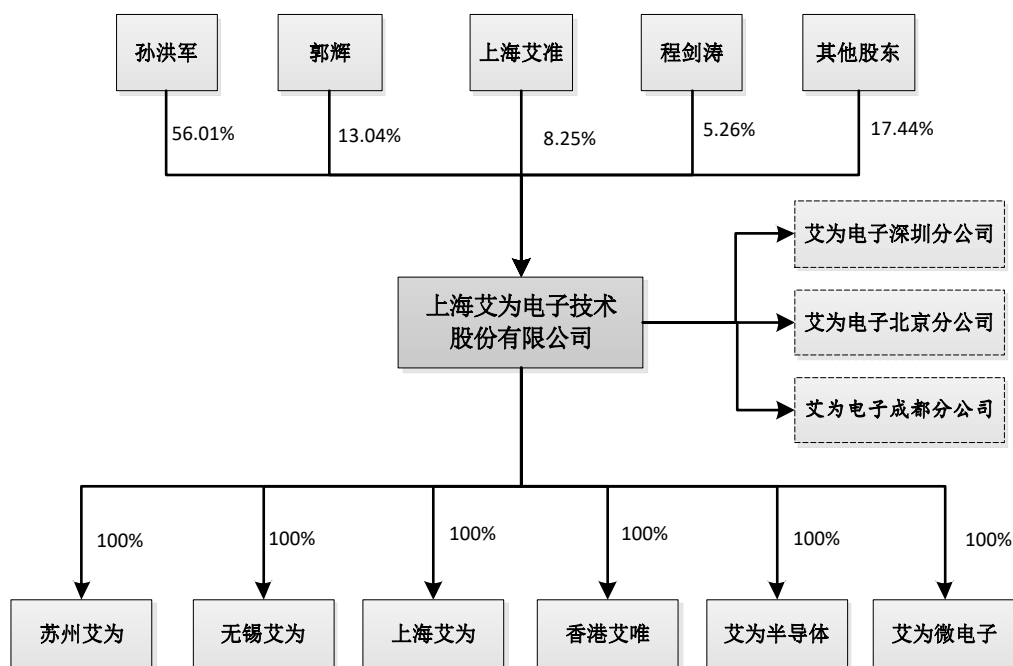 孙洪军
郭辉
上海艾准
程剑涛
其他股东
56.01%
13.04%
8.25%
5.26%
17.44%
艾为电子深圳分公司
上海艾为电子技术
股份有限公司
艾为电子北京分公司
艾为电子成都分公司
100%
100%
100%
100%
100%
100%
苏州艾为
无锡艾为
上海艾为
香港艾唯
艾为半导体
艾为微电子